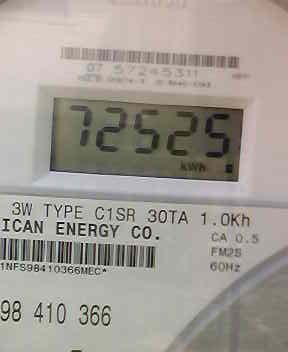 07 57245311
72525
kWh
3W TYPE C1SR 30TA 1.0Kh
ICAN ENERGY CO.
CA 0.5
FM2S
60Hz
1NFS98410366MEC*
98 410 366